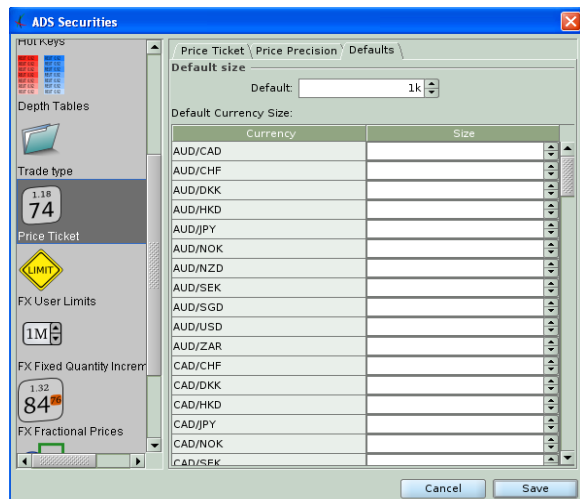 ADS Securities
Hot Keys
Depth Tables
Trade type
1.18
74
Price Ticket
LIMIT
FX User Limits
1M
FX Fixed Quantity Increm
1.32
84 76
FX Fractional Prices
Price Ticket Price Precision Defaults
Default size
Default: 1k
Default Currency Size:
Currency Size
AUD/CAD
AUD/CHF
AUD/DKK
AUD/HKD
AUD/JPY
AUD/NOK
AUD/NZD
AUD/SEK
AUD/SGD
AUD/USD
AUD/ZAR
CAD/CHF
CAD/DKK
CAD/HKD
CAD/JPY
CAD/NOK
CAD/SEK
Cancel Save